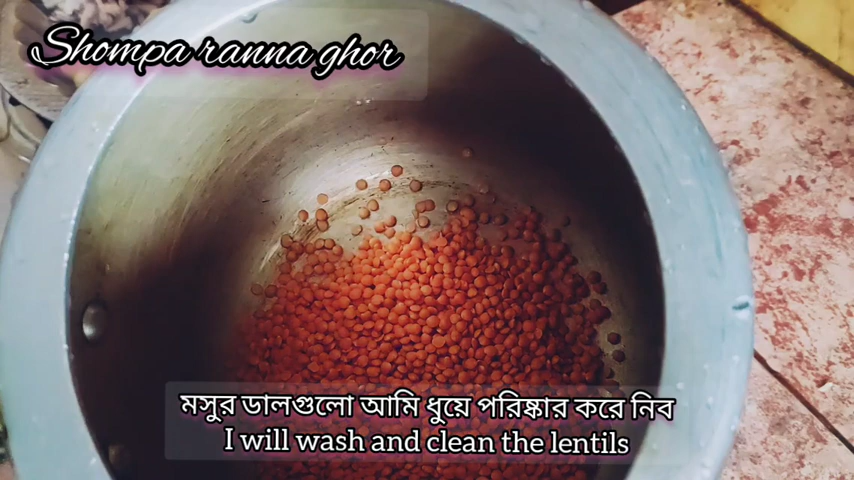 Shompa ranna ghor
মসুর ডালগুলো আমি ধুয়ে পরিষ্কার করে নিব
I will wash and clean the lentils